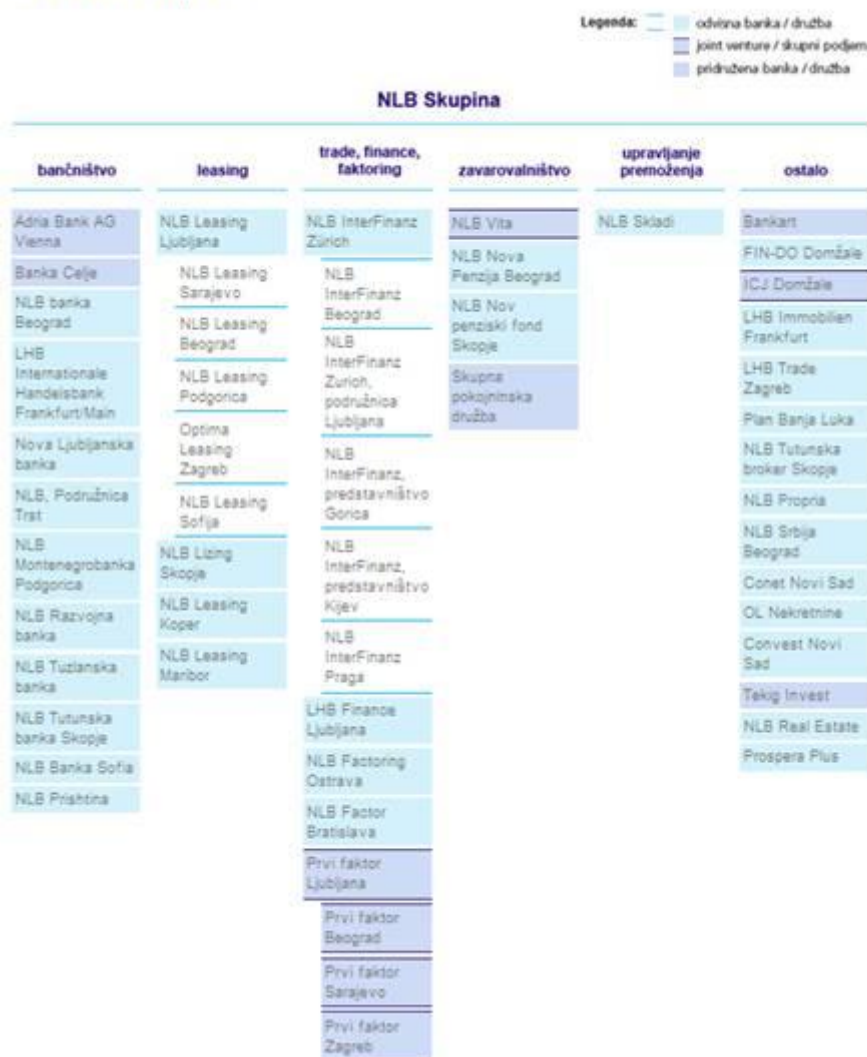 Legenda:
odvisna banka / družba
joint venture / skupni podjem
pridružena banka / družba
NLB Skupina
bančništvo
Adria Bank AG
Vienna
Banka Celje
NLB banka
Beograd
LHB
Internationale
Handelsbank
Frankfurt/Main
Nova Ljubljanska
banka
NLB, Podružnica
Trst
NLB
Montenegrobanka
Podgorica
NLB Razvojna
banka
NLB Tuzlanska
banka
NLB Tutunska
banka Skopje
NLB Banka Sofia
NLB Prishtina
leasing
NLB Leasing
Ljubljana
NLB Leasing
Sarajevo
NLB Leasing
Beograd
NLB Leasing
Podgorica
Optima
Leasing
Zagreb
NLB Leasing
Sofija
NLB Lizing
Skopje
NLB Leasing
Koper
NLB Leasing
Maribor
trade, finance,
faktoring
NLB InterFinanz
Zürich
NLB
InterFinanz
Beograd
NLB
InterFinanz
Zurich,
podružnica
Ljubljana
NLB
InterFinanz,
predstavništvo
Gorica
NLB
InterFinanz,
predstavništvo
Kijev
NLB
InterFinanz
Praga
LHB Finance
Ljubljana
NLB Factoring
Ostrava
NLB Factor
Bratislava
Prvi faktor
Ljubljana
Prvi faktor
Beograd
Prvi faktor
Sarajevo
Prvi faktor
Zagreb
zavarovalništvo
NLB Vita
NLB Nova
Penzija Beograd
NLB Nov
penziski fond
Skopje
Skupna
pokojninska
družba
upravljanje
premoženja
NLB Skladi
ostalo
Bankart
FIN-DO Domžale
ICJ Domžale
LHB Immobilien
Frankfurt
LHB Trade
Zagreb
Plan Banja Luka
NLB Tutunska
broker Skopje
NLB Propria
NLB Srbija
Beograd
Conet Novi Sad
OL Nekretnine
Convest Novi
Sad
Tekig Invest
NLB Real Estate
Prospera Plus